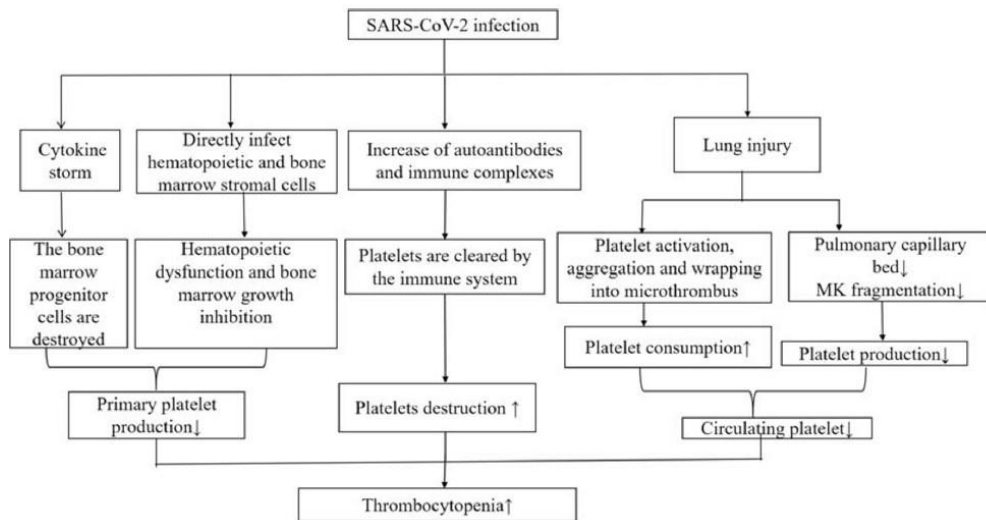 SARS-CoV-2 infection
Cytokine
storm
Directly infect
hematopoietic and bone
marrow stromal cells
Increase of autoantibodies
and immune complexes
Lung injury
The bone
marrow
progenitor
cells are
destroyed
Hematopoietic
dysfunction and bone
marrow growth
inhibition
Platelets are cleared by
the immune system
Platelet activation,
aggregation and wrapping
into microthrombus
Pulmonary capillary
bed↓
MK fragmentation↓
Platelet consumption↑
Platelet production↓
Primary platelet
production↓
Platelets destruction ↑
Circulating platelet↓
Thrombocytopenia↑